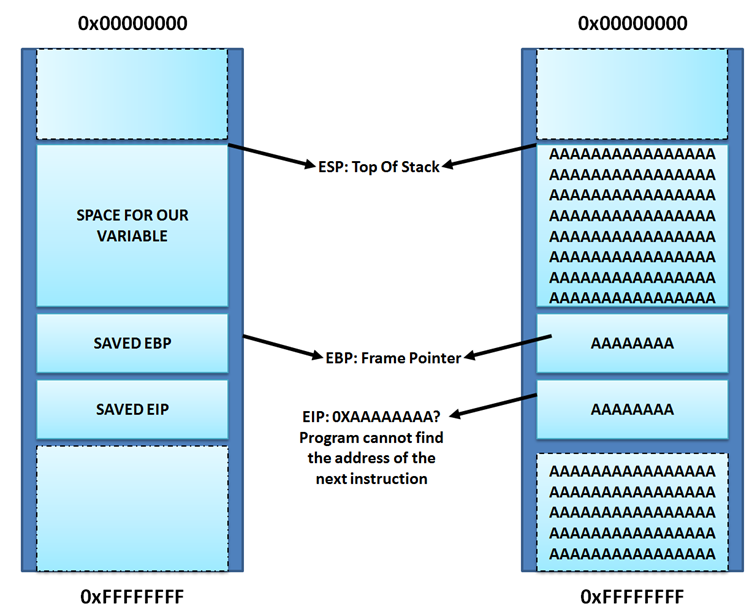 0x00000000
0x00000000
SPACE FOR OUR
VARIABLE
SAVED EBP
SAVED EIP
ESP: Top Of Stack
EBP: Frame Pointer
EIP: 0XAAAAAAAA?
Program cannot find
the address of the
next instruction
AAAAAAAAAAAAAAAA
AAAAAAAAAAAAAAAA
AAAAAAAAAAAAAAAA
AAAAAAAAAAAAAAAA
AAAAAAAAAAAAAAAA
AAAAAAAAAAAAAAAA
AAAAAAAAAAAAAAAA
AAAAAAAAAAAAAAAA
AAAAAAAA
AAAAAAAA
AAAAAAAAAAAAAAAA
AAAAAAAAAAAAAAAA
AAAAAAAAAAAAAAAA
AAAAAAAAAAAAAAAA
AAAAAAAAAAAAAAAA
0xFFFFFFFF
0xFFFFFFFF